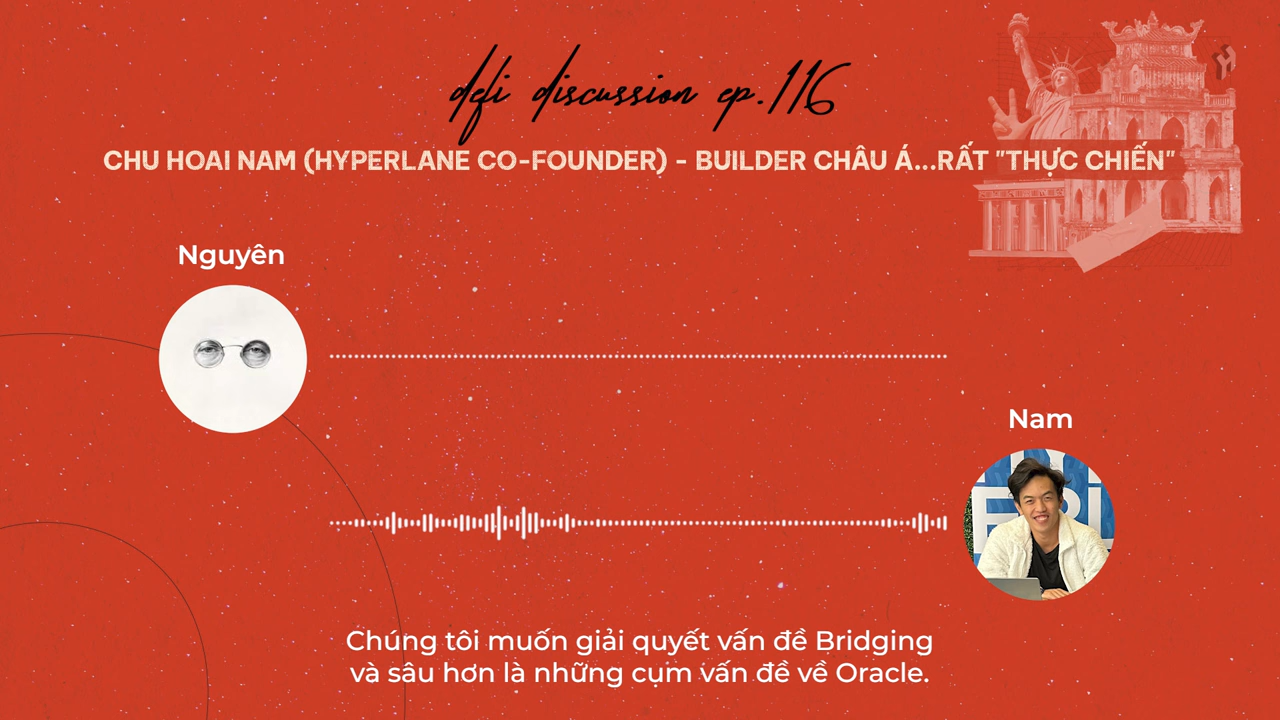 defi discussion ep.116
CHU HOAI NAM (HYPERLANE CO-FOUNDER) - BUILDER CHÂU Á...RẤT "THỰC CHIẾN"
Nguyên
Nam
Chúng tôi muốn giải quyết vấn đề Bridging
và sâu hơn là những cụm vấn đề về Oracle.